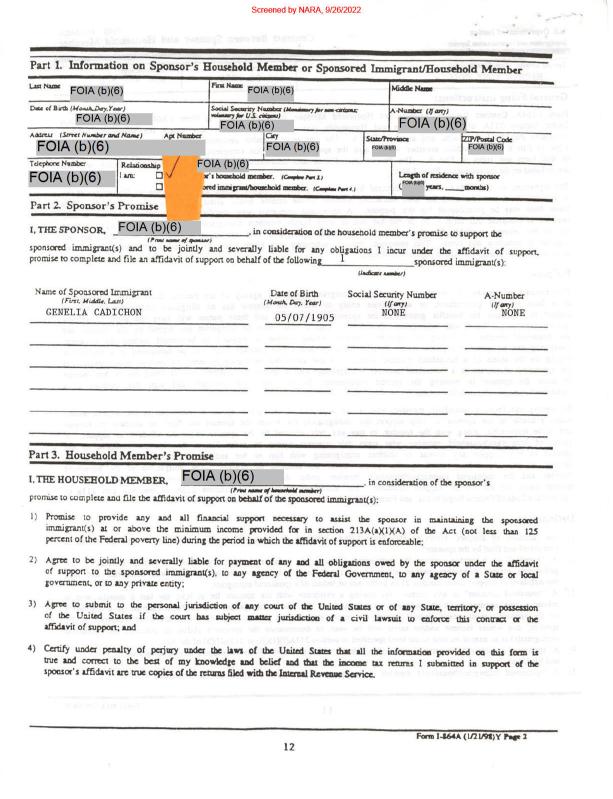 Screened by NARA, 9/26/2022
Part 1. Information on Sponsor's Household Member or Sponsored Immigrant/Household Member
Last Name FOIA (b)(6) First Name FOIA (b)(6) Middle Name
Date of Birth (Month,Day,Year) Social Security Number (Mandatory for non-citizens; voluntary for U.S. citizens) A-Number (If any)
FOIA (b)(6) FOIA (b)(6) FOIA (b)(6)
Address (Street Number and Name) Apt Number City State/Province ZIP/Postal Code
FOIA (b)(6) FOIA (b)(6) FOIA (b)(6) FOIA (b)(6)
Telephone Number Relationship FOIA (b)(6)
FOIA (b)(6) I am: 's household member. (Complete Part 3.) Length of residence with sponsor
red immigrant/household member. (Complete Part 4.) (FOIA (b)(6) years, ____ months)
Part 2. Sponsor's Promise
I, THE SPONSOR, FOIA (b)(6), in consideration of the household member's promise to support the
(Print name of sponsor)
sponsored immigrant(s) and to be jointly and severally liable for any obligations I incur under the affidavit of support,
promise to complete and file an affidavit of support on behalf of the following 1 sponsored immigrant(s):
(Indicate number)
Name of Sponsored Immigrant Date of Birth Social Security Number A-Number
(First, Middle, Last) (Month, Day, Year) (If any) (If any)
GENELIA CADICHON 05/07/1905 NONE NONE
Part 3. Household Member's Promise
I, THE HOUSEHOLD MEMBER, FOIA (b)(6), in consideration of the sponsor's
(Print name of household member)
promise to complete and file the affidavit of support on behalf of the sponsored immigrant(s):
1) Promise to provide any and all financial support necessary to assist the sponsor in maintaining the sponsored
immigrant(s) at or above the minimum income provided for in section 213A(a)(1)(A) of the Act (not less than 125
percent of the Federal poverty line) during the period in which the affidavit of support is enforceable;
2) Agree to be jointly and severally liable for payment of any and all obligations owed by the sponsor under the affidavit
of support to the sponsored immigrant(s), to any agency of the Federal Government, to any agency of a State or local
government, or to any private entity;
3) Agree to submit to the personal jurisdiction of any court of the United States or of any State, territory, or possession
of the United States if the court has subject matter jurisdiction of a civil lawsuit to enforce this contract or the
affidavit of support; and
4) Certify under penalty of perjury under the laws of the United States that all the information provided on this form is
true and correct to the best of my knowledge and belief and that the income tax returns I submitted in support of the
sponsor's affidavit are true copies of the returns filed with the Internal Revenue Service.
Form I-864A (1/21/98)Y Page 2
12